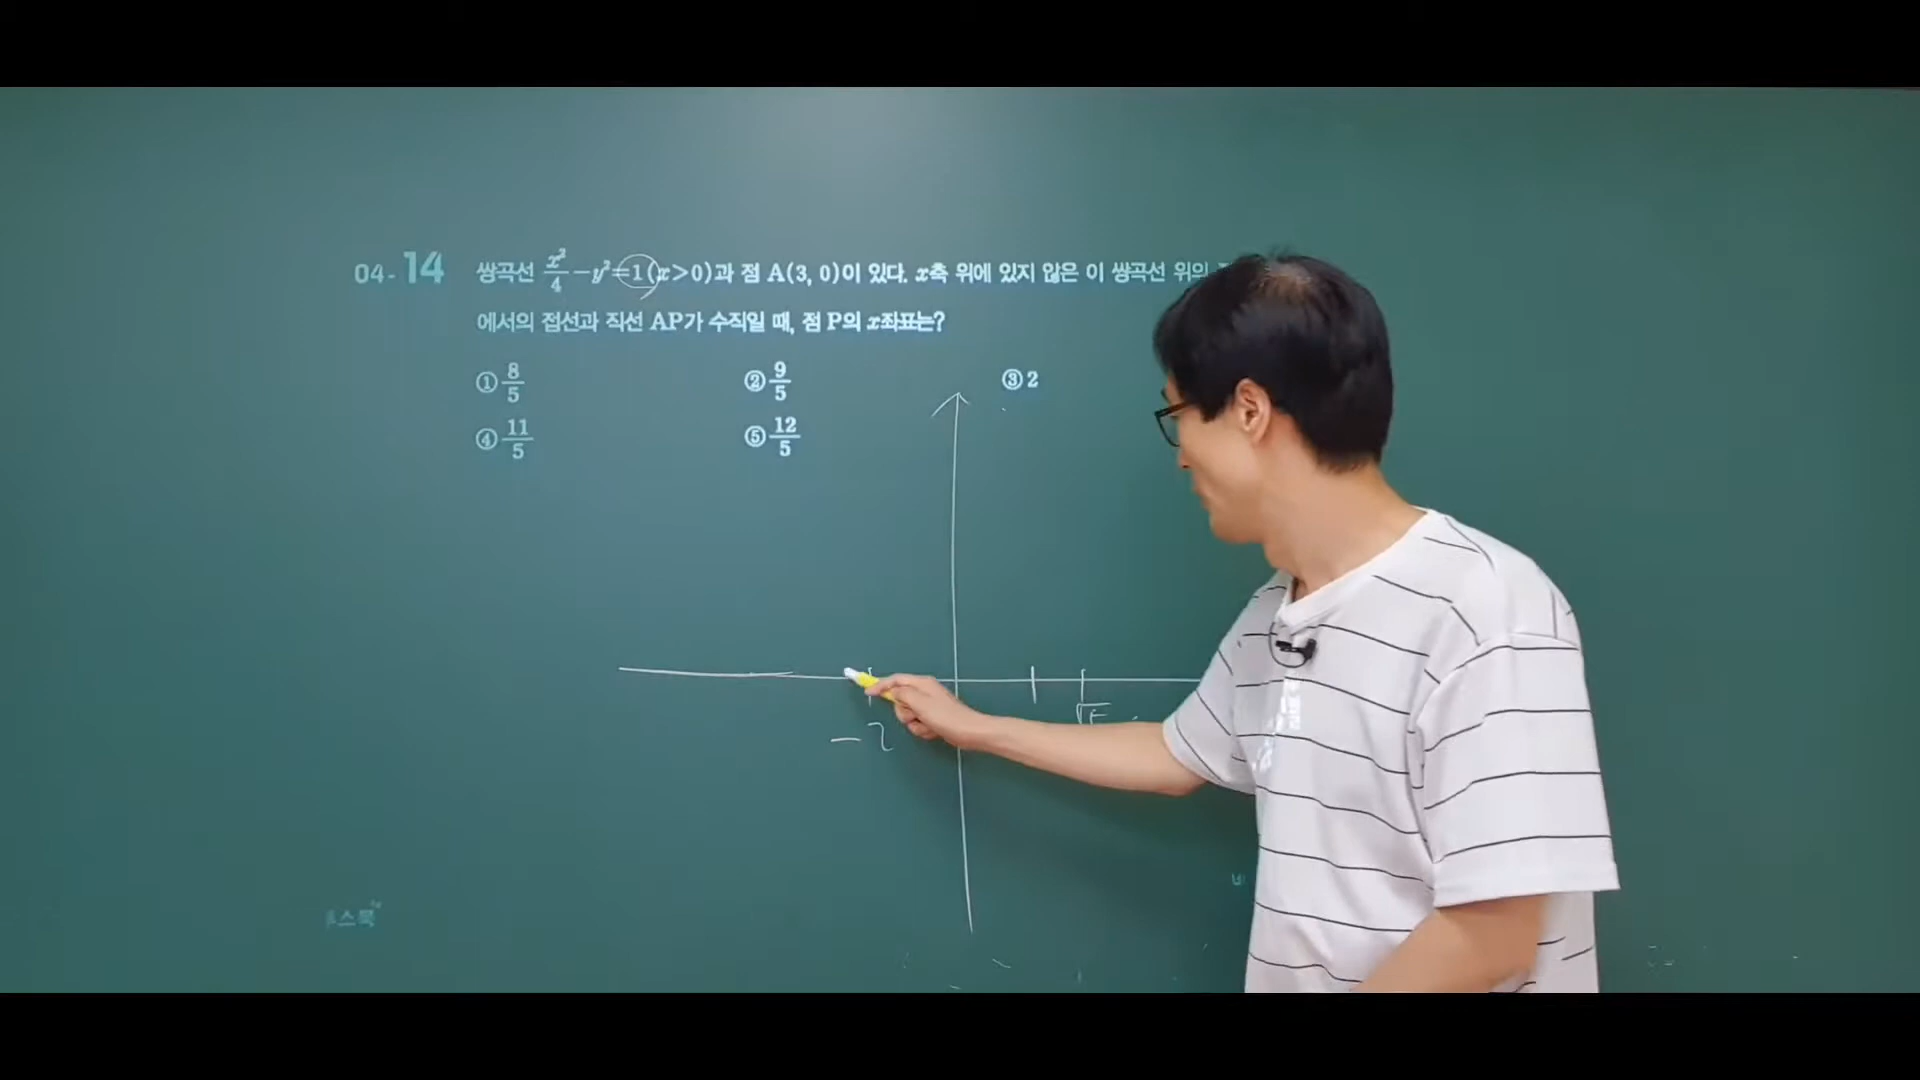 04-14 쌍곡선 x²/4 - y² = 1 (x>0)과 점 A(3, 0)이 있다. x축 위에 있지 않은 이 쌍곡선 위의
에서의 접선과 직선 AP가 수직일 때, 점 P의 x좌표는?
① 8/5 ② 9/5 ③ 2
④ 11/5 ⑤ 12/5
√5
-2
스북